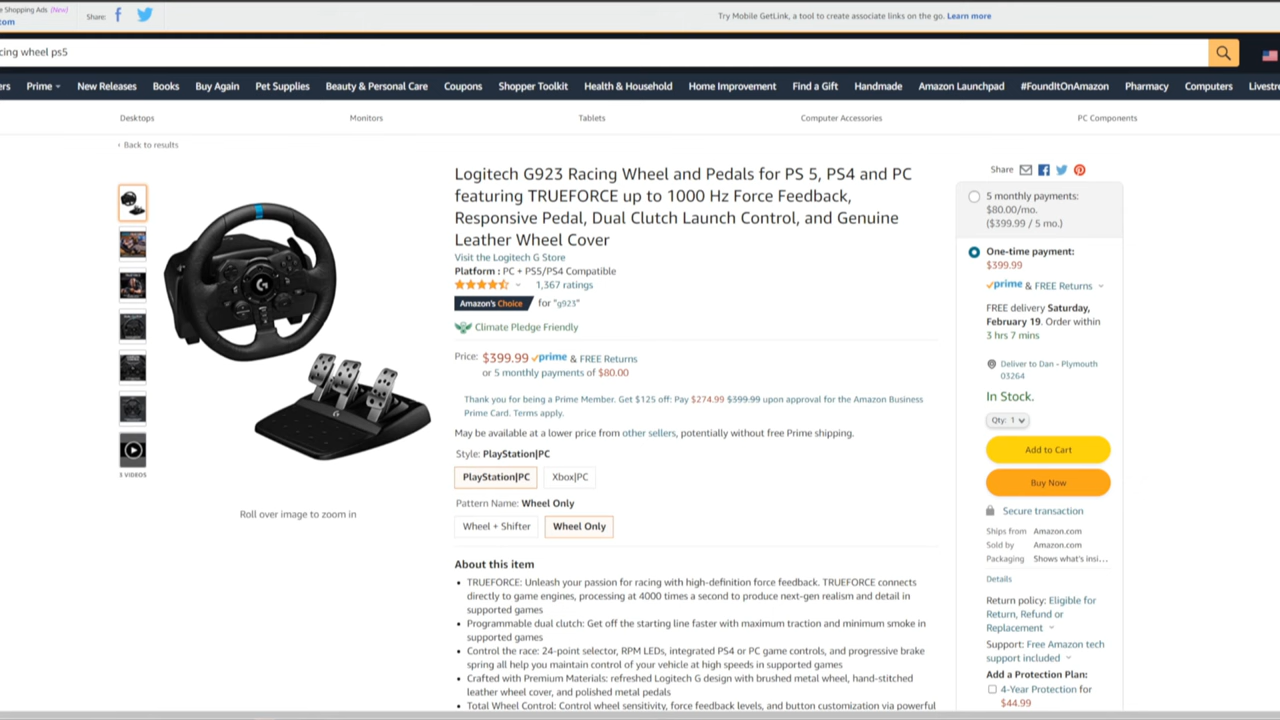 e Shopping Ads (New)
com
Share:
Try Mobile GetLink, a tool to create associate links on the go. Learn more
cing wheel ps5
ers Prime New Releases Books Buy Again Pet Supplies Beauty & Personal Care Coupons Shopper Toolkit Health & Household Home Improvement Find a Gift Handmade Amazon Launchpad #FoundItOnAmazon Pharmacy Computers Livestre
Desktops Monitors Tablets Computer Accessories PC Components
‹ Back to results
5 VIDEOS
Roll over image to zoom in
Logitech G923 Racing Wheel and Pedals for PS 5, PS4 and PC
featuring TRUEFORCE up to 1000 Hz Force Feedback,
Responsive Pedal, Dual Clutch Launch Control, and Genuine
Leather Wheel Cover
Visit the Logitech G Store
Platform : PC + PS5/PS4 Compatible
1,367 ratings
Amazon's Choice for "g923"
Climate Pledge Friendly
Price: $399.99 prime & FREE Returns
or 5 monthly payments of $80.00
Thank you for being a Prime Member. Get $125 off: Pay $274.99 $399.99 upon approval for the Amazon Business
Prime Card. Terms apply.
May be available at a lower price from other sellers, potentially without free Prime shipping.
Style: PlayStation|PC
PlayStation|PC Xbox|PC
Pattern Name: Wheel Only
Wheel + Shifter Wheel Only
About this item
• TRUEFORCE: Unleash your passion for racing with high-definition force feedback. TRUEFORCE connects
directly to game engines, processing at 4000 times a second to produce next-gen realism and detail in
supported games
• Programmable dual clutch: Get off the starting line faster with maximum traction and minimum smoke in
supported games
• Control the race: 24-point selector, RPM LEDs, integrated PS4 or PC game controls, and progressive brake
spring all help you maintain control of your vehicle at high speeds in supported games
• Crafted with Premium Materials: refreshed Logitech G design with brushed metal wheel, hand-stitched
leather wheel cover, and polished metal pedals
• Total Wheel Control: Control wheel sensitivity, force feedback levels, and button customization via powerful
Share
5 monthly payments:
$80.00/mo.
($399.99 / 5 mo.)
One-time payment:
$399.99
prime & FREE Returns
FREE delivery Saturday,
February 19. Order within
3 hrs 7 mins
Deliver to Dan - Plymouth
03264
In Stock.
Qty: 1
Add to Cart
Buy Now
Secure transaction
Ships from Amazon.com
Sold by Amazon.com
Packaging Shows what's insi...
Details
Return policy: Eligible for
Return, Refund or
Replacement
Support: Free Amazon tech
support included
Add a Protection Plan:
4-Year Protection for
$44.99